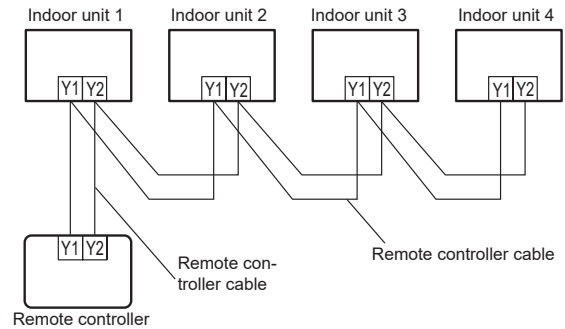 Indoor unit 1
Indoor unit 2
Indoor unit 3
Indoor unit 4
Y1 Y2
Y1 Y2
Y1 Y2
Y1 Y2
Y1 Y2
Remote con-
troller cable
Remote controller cable
Remote controller